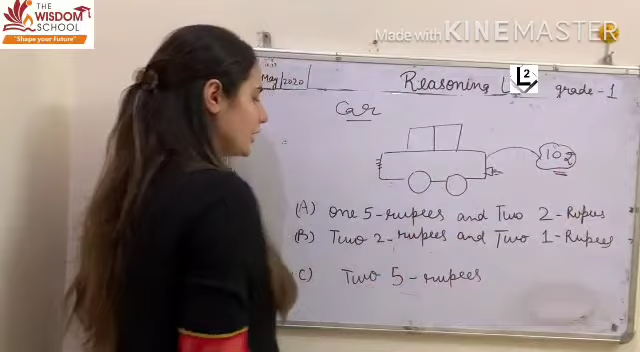 THE
WISDOM
SCHOOL
"Shape your Future"
Made with KINEMASTER
May/2020
Reasoning L2 grade-1
Car
10₹
(A) One 5-rupees and Two 2-Rupees
(B) Two 2-rupees and Two 1-Rupees
C) Two 5-rupees